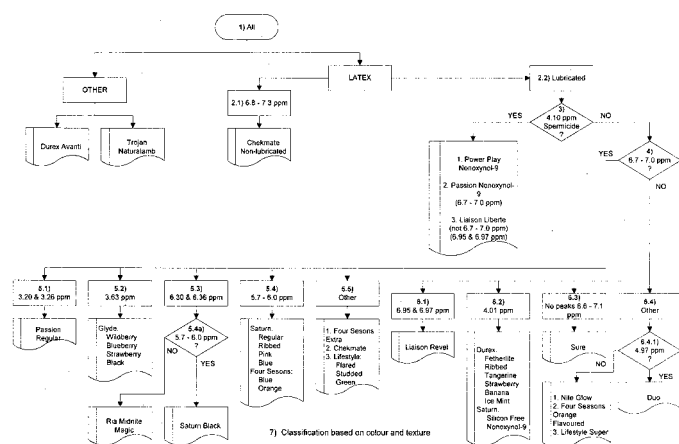 1) All
OTHER
LATEX
2.2) Lubricated
2.1) 6.8 - 7.3 ppm
Durex Avanti
Trojan
Naturalamb
Chekmate
Non-lubricated
3)
4.10 ppm
Spermicide
?
YES
NO
1. Power Play
Nonoxynol-9
2. Passion Nonoxynol-
9
(6.7 - 7.0 ppm)
3. Liaison Liberte
(not 6.7 - 7.0 ppm)
(6.95 & 6.97 ppm)
4)
6.7 - 7.0 ppm
?
YES
NO
5.1)
3.20 & 3.26 ppm
5.2)
3.63 ppm
5.3)
6.30 & 6.36 ppm
5.4)
5.7 - 6.0 ppm
5.5)
Other
6.1)
6.95 & 6.97 ppm
6.2)
4.01 ppm
6.3)
No peaks 6.6 - 7.1
ppm
6.4)
Other
Passion
Regular
Glyde.
Wildberry
Blueberry
Strawberry
Black
5.4a)
5.7 - 6.0 ppm
?
NO
YES
Ria Midnite
Magic
Saturn Black
Saturn.
Regular
Ribbed
Pink
Blue
Four Seasons:
Blue
Orange
1. Four Sesons
Extra
2. Chekmate
3. Lifestyle:
Flared
Studded
Green
Liaison Revel
Durex.
Fetherlite
Ribbed
Tangerine
Strawberry
Banana
Ice Mint
Saturn.
Silicon Free
Nonoxynol-9
Sure
6.4.1)
4.97 ppm
?
NO
YES
1. Nite Glow
2. Four Seasons
Orange
Flavoured
3. Lifestyle Super
Duo
7) Classification based on colour and texture